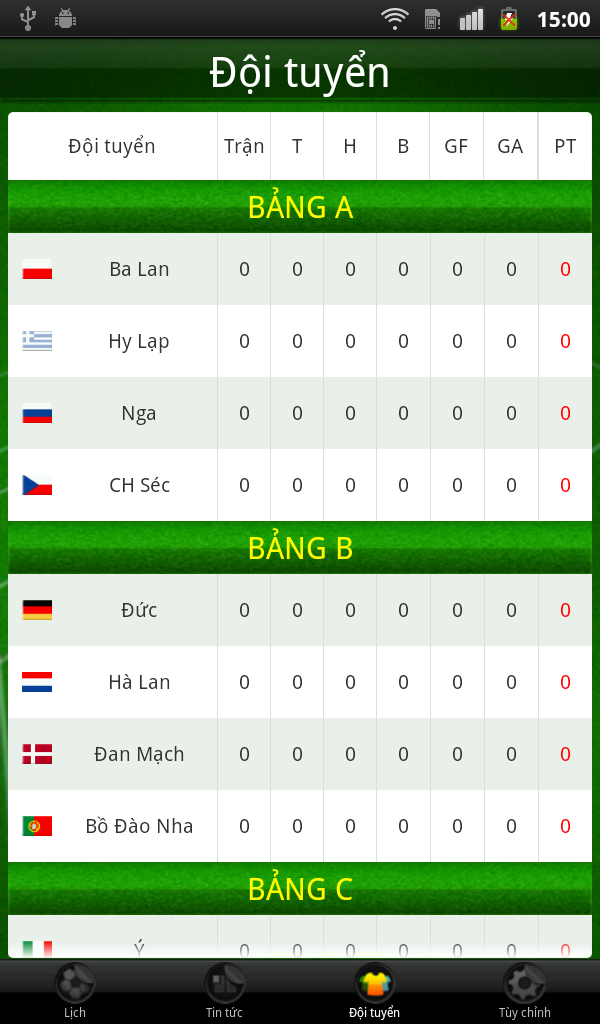 15:00
Đội tuyển
Đội tuyển Trận T H B GF GA PT
BẢNG A
Ba Lan 0 0 0 0 0 0 0
Hy Lạp 0 0 0 0 0 0 0
Nga 0 0 0 0 0 0 0
CH Séc 0 0 0 0 0 0 0
BẢNG B
Đức 0 0 0 0 0 0 0
Hà Lan 0 0 0 0 0 0 0
Đan Mạch 0 0 0 0 0 0 0
Bồ Đào Nha 0 0 0 0 0 0 0
BẢNG C
Ý 0 0 0 0 0 0 0
Lịch Tin tức Đội tuyển Tùy chỉnh